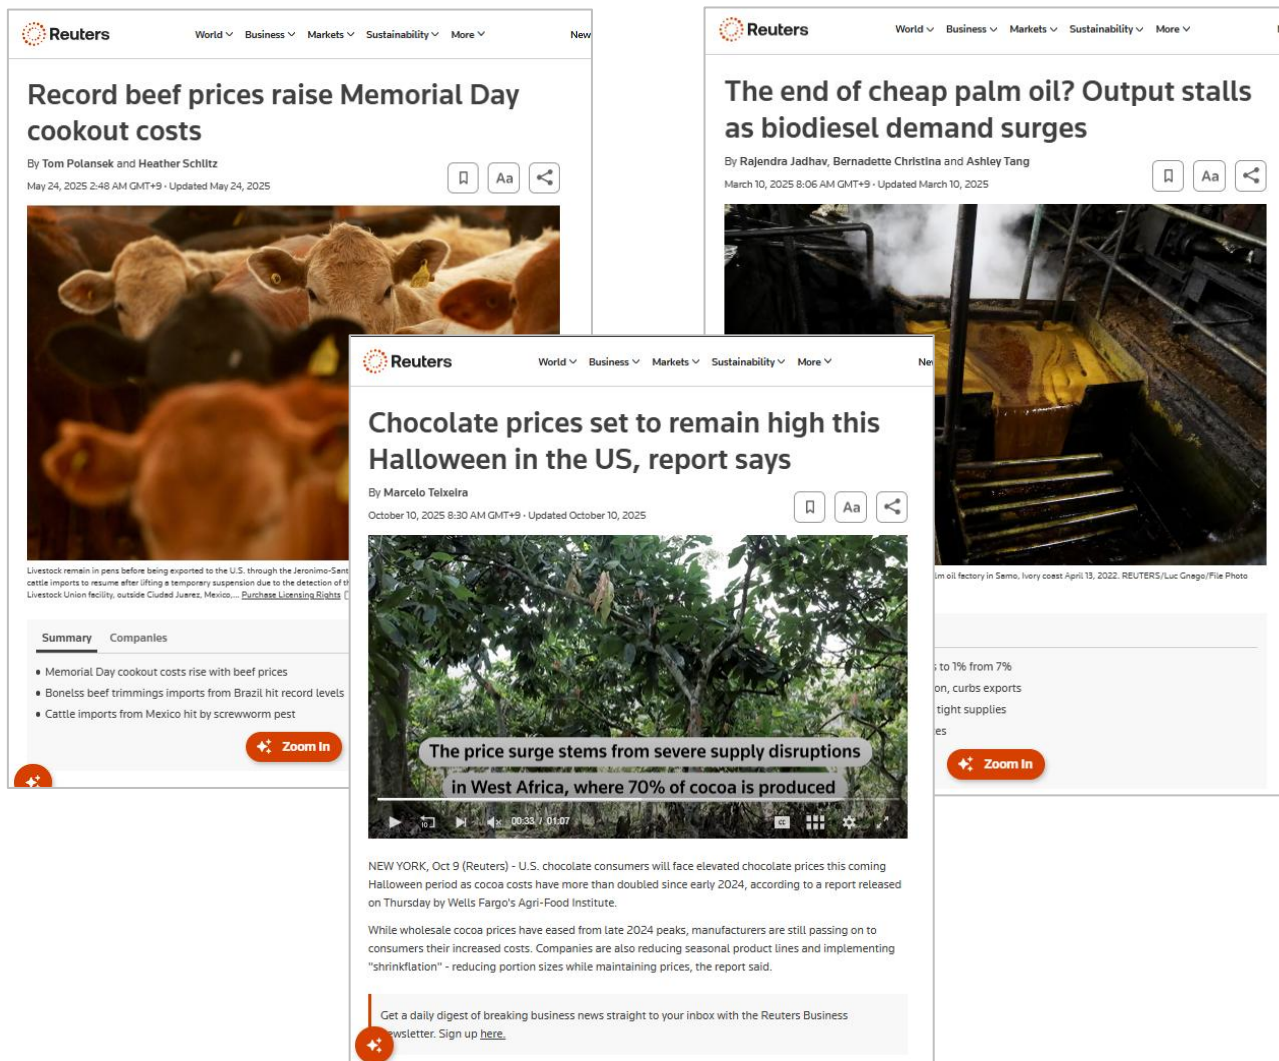 Reuters
World Business Markets Sustainability More New
Record beef prices raise Memorial Day
cookout costs
By Tom Polansek and Heather Schlitz
May 24, 2025 2:48 AM GMT+9 · Updated May 24, 2025
Aa
Livestock remain in pens before being exported to the U.S. through the Jeronimo-Sant
cattle imports to resume after lifting a temporary suspension due to the detection of th
Livestock Union facility, outside Ciudad Juarez, Mexico,... Purchase Licensing Rights
Summary Companies
• Memorial Day cookout costs rise with beef prices
• Bonelss beef trimmings imports from Brazil hit record levels
• Cattle imports from Mexico hit by screwworm pest
Zoom In
Reuters
World Business Markets Sustainability More
The end of cheap palm oil? Output stalls
as biodiesel demand surges
By Rajendra Jadhav, Bernadette Christina and Ashley Tang
March 10, 2025 8:06 AM GMT+9 · Updated March 10, 2025
Aa
lm oil factory in Samo, Ivory coast April 13, 2022. REUTERS/Luc Gnago/File Photo
to 1% from 7%
on, curbs exports
tight supplies
es
Zoom In
Reuters
World Business Markets Sustainability More Ne
Chocolate prices set to remain high this
Halloween in the US, report says
By Marcelo Teixeira
October 10, 2025 8:30 AM GMT+9 · Updated October 10, 2025
Aa
The price surge stems from severe supply disruptions
in West Africa, where 70% of cocoa is produced
10 00:33 / 01:07 CC
NEW YORK, Oct 9 (Reuters) - U.S. chocolate consumers will face elevated chocolate prices this coming
Halloween period as cocoa costs have more than doubled since early 2024, according to a report released
on Thursday by Wells Fargo's Agri-Food Institute.
While wholesale cocoa prices have eased from late 2024 peaks, manufacturers are still passing on to
consumers their increased costs. Companies are also reducing seasonal product lines and implementing
"shrinkflation" - reducing portion sizes while maintaining prices, the report said.
Get a daily digest of breaking business news straight to your inbox with the Reuters Business
wsletter. Sign up here.